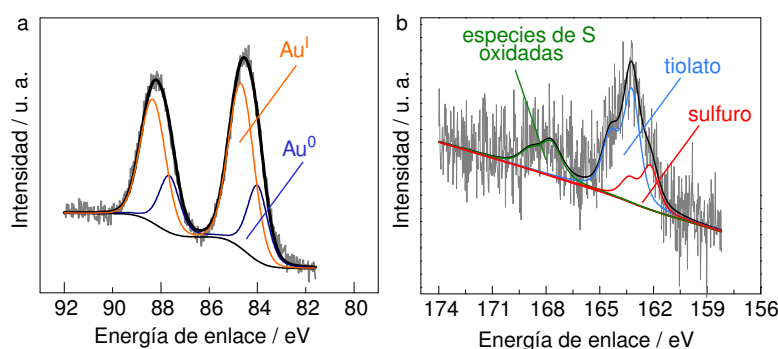 a
Intensidad / u. a.
Au^I
Au^0
92 90 88 86 84 82 80
Energía de enlace / eV
b
Intensidad / u. a.
especies de S
oxidadas
tiolato
sulfuro
174 171 168 165 162 159 156
Energía de enlace / eV